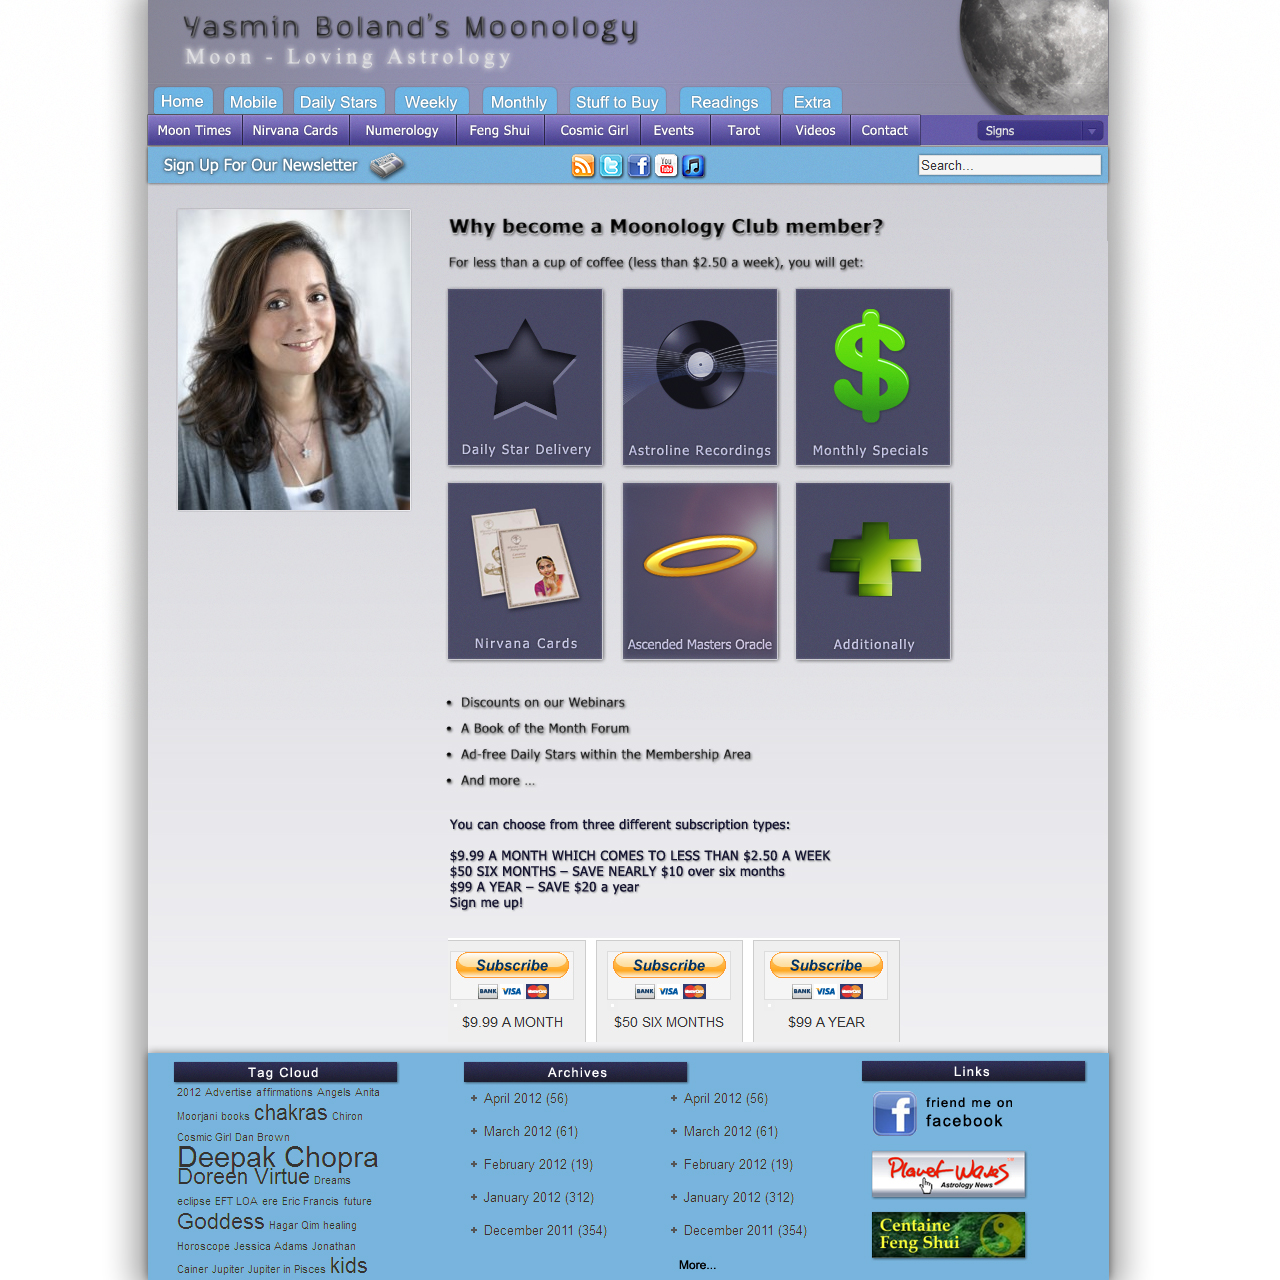 Yasmin Boland's Moonology
Moon - Loving Astrology
Home Mobile Daily Stars Weekly Monthly Stuff to Buy Readings Extra
Moon Times Nirvana Cards Numerology Feng Shui Cosmic Girl Events Tarot Videos Contact Signs
Sign Up For Our Newsletter You Tube Search...
Why become a Moonology Club member?
For less than a cup of coffee (less than $2.50 a week), you will get:
Daily Star Delivery Astroline Recordings Monthly Specials
Nirvana Cards Ascended Masters Oracle Additionally
• Discounts on our Webinars
• A Book of the Month Forum
• Ad-free Daily Stars within the Membership Area
• And more ...
You can choose from three different subscription types:
$9.99 A MONTH WHICH COMES TO LESS THAN $2.50 A WEEK
$50 SIX MONTHS – SAVE NEARLY $10 over six months
$99 A YEAR – SAVE $20 a year
Sign me up!
Subscribe Subscribe Subscribe
BANK VISA MasterCard BANK VISA MasterCard BANK VISA MasterCard
$9.99 A MONTH $50 SIX MONTHS $99 A YEAR
Tag Cloud
2012 Advertise affirmations Angels Anita
Moorjani books chakras Chiron
Cosmic Girl Dan Brown
Deepak Chopra
Doreen Virtue Dreams
eclipse EFT LOA ere Eric Francis future
Goddess Hagar Qim healing
Horoscope Jessica Adams Jonathan
Cainer Jupiter Jupiter in Pisces kids
Archives
April 2012 (56) April 2012 (56)
March 2012 (61) March 2012 (61)
February 2012 (19) February 2012 (19)
January 2012 (312) January 2012 (312)
December 2011 (354) December 2011 (354)
More...
Links
friend me on
facebook
Planet Waves
Astrology News
Centaine
Feng Shui